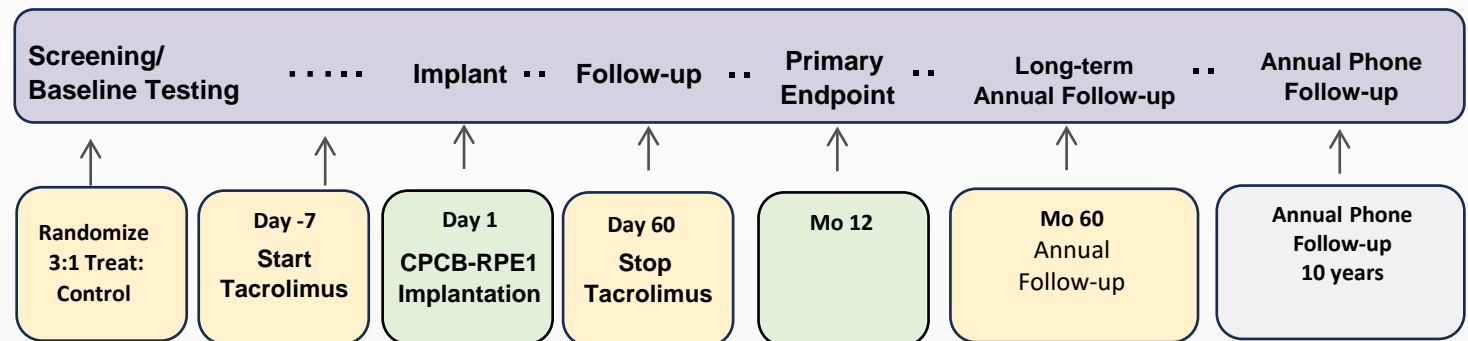 Screening/
Baseline Testing
.....
Implant
..
Follow-up
..
Primary
Endpoint
..
Long-term
Annual Follow-up
..
Annual Phone
Follow-up
Randomize
3:1 Treat:
Control
Day -7
Start
Tacrolimus
Day 1
CPCB-RPE1
Implantation
Day 60
Stop
Tacrolimus
Mo 12
Mo 60
Annual
Follow-up
Annual Phone
Follow-up
10 years